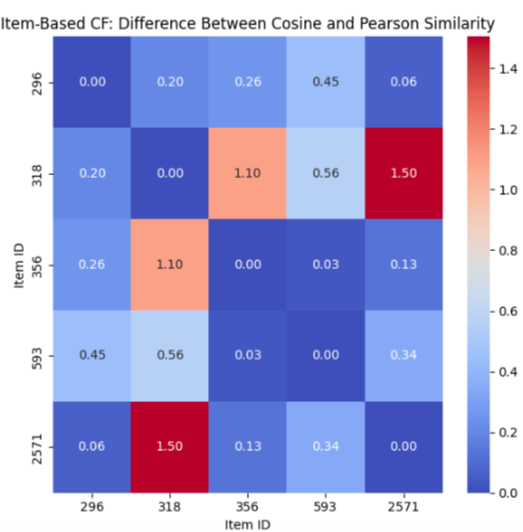 Item-Based CF: Difference Between Cosine and Pearson Similarity
296 0.00 0.20 0.26 0.45 0.06
318 0.20 0.00 1.10 0.56 1.50
356 0.26 1.10 0.00 0.03 0.13
593 0.45 0.56 0.03 0.00 0.34
2571 0.06 1.50 0.13 0.34 0.00
Item ID
296 318 356 593 2571
Item ID
1.4
1.2
1.0
0.8
0.6
0.4
0.2
0.0